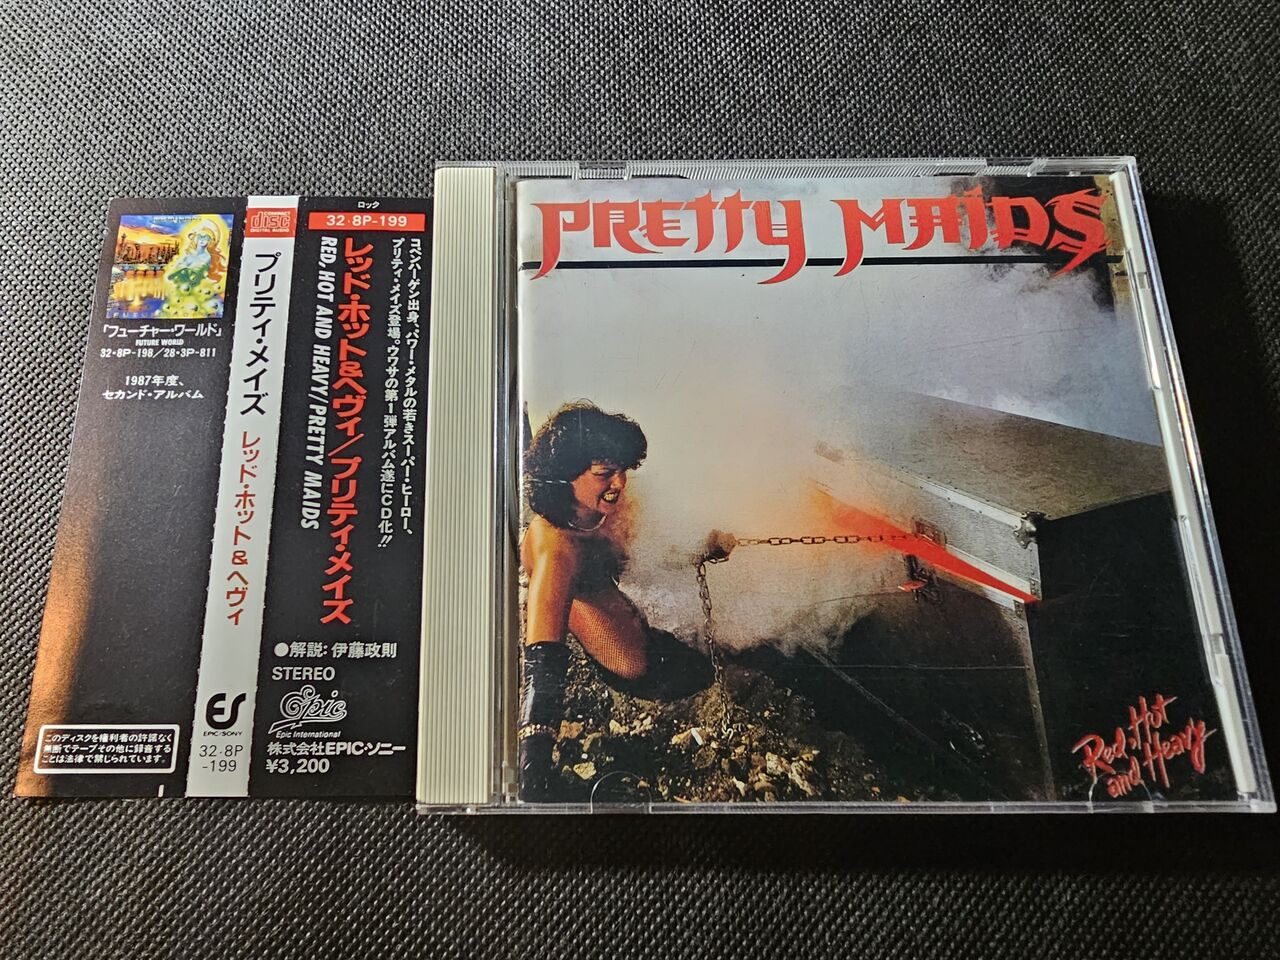 「フューチャー・ワールド」
FUTURE WORLD
32・8P-198/28・3P-811
1987年度、
セカンド・アルバム
このディスクを権利者の許諾なく
無断でテープその他に録音する
ことは法律で禁じられています。
COMPACT
disc
DIGITAL AUDIO
プリティ・メイズ レッド・ホット&ヘヴィ
ES
EPIC/SONY
32・8P
-199
ロック
32・8P-199
コペンハーゲン出身、パワー・メタルの若きスーパー・ヒーロー、
プリティ・メイズ登場。ウワサの第1弾アルバム遂にCD化!!
レッド・ホット&ヘヴィ/プリティ・メイズ
RED, HOT AND HEAVY/PRETTY MAIDS
●解説:伊藤政則
STEREO
Epic
Epic International
株式会社EPIC・ソニー
¥3,200
PRETTY MAIDS
Red, Hot
and Heavy